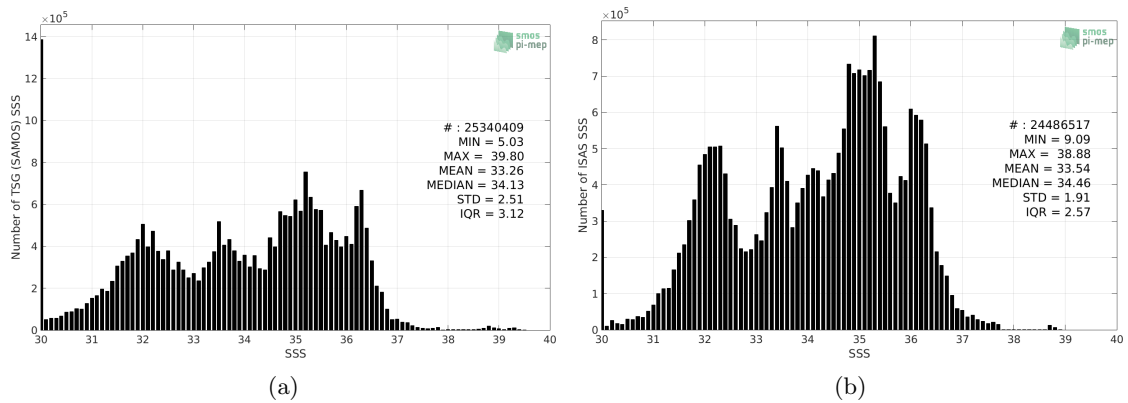 ×10⁵
14
12
10
8
6
4
2
0
Number of TSG (SAMOS) SSS
30 31 32 33 34 35 36 37 38 39 40
SSS
smos
pi-mep
# : 25340409
MIN = 5.03
MAX = 39.80
MEAN = 33.26
MEDIAN = 34.13
STD = 2.51
IQR = 3.12
(a)
×10⁵
8
7
6
5
4
3
2
1
0
Number of ISAS SSS
30 31 32 33 34 35 36 37 38 39 40
SSS
smos
pi-mep
# : 24486517
MIN = 9.09
MAX = 38.88
MEAN = 33.54
MEDIAN = 34.46
STD = 1.91
IQR = 2.57
(b)